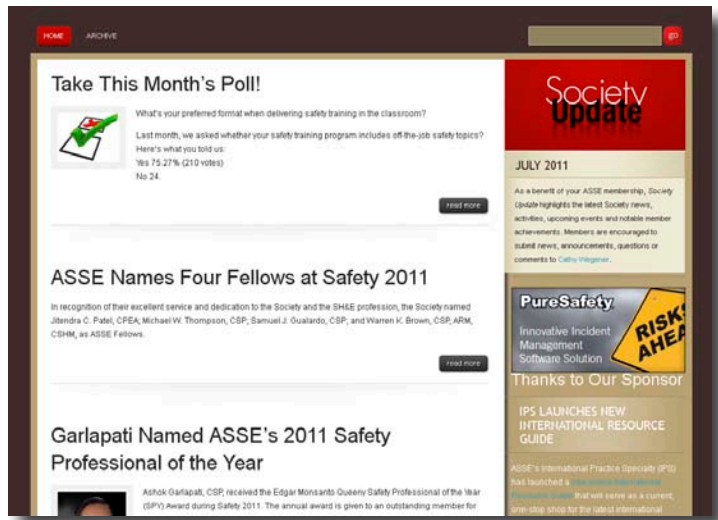 HOME
ARCHIVE
go
Take This Month's Poll!
What's your preferred format when delivering safety training in the classroom?
Last month, we asked whether your safety training program includes off-the-job safety topics?
Here's what you told us:
Yes 75.27% (210 votes)
No 24.
read more
ASSE Names Four Fellows at Safety 2011
In recognition of their excellent service and dedication to the Society and the SH&E profession, the Society named
Jitendra C. Patel, CPEA; Michael W. Thompson, CSP; Samuel J. Gualardo, CSP; and Warren K. Brown, CSP, ARM,
CSHM, as ASSE Fellows.
read more
Garlapati Named ASSE's 2011 Safety
Professional of the Year
Ashok Garlapati, CSP, received the Edgar Monsanto Queeny Safety Professional of the Year
(SPY) Award during Safety 2011. The annual award is given to an outstanding member for
Society
Update
JULY 2011
As a benefit of your ASSE membership, Society
Update highlights the latest Society news,
activities, upcoming events and notable member
achievements. Members are encouraged to
submit news, announcements, questions or
comments to Cathy Wegener.
PureSafety
Innovative Incident
Management
Software Solution
RISKS
AHEA
Thanks to Our Sponsor
IPS LAUNCHES NEW
INTERNATIONAL RESOURCE
GUIDE
ASSE's International Practice Specialty (IPS)
has launched a International
Resource Guide that will serve as a current,
one-stop shop for the latest international